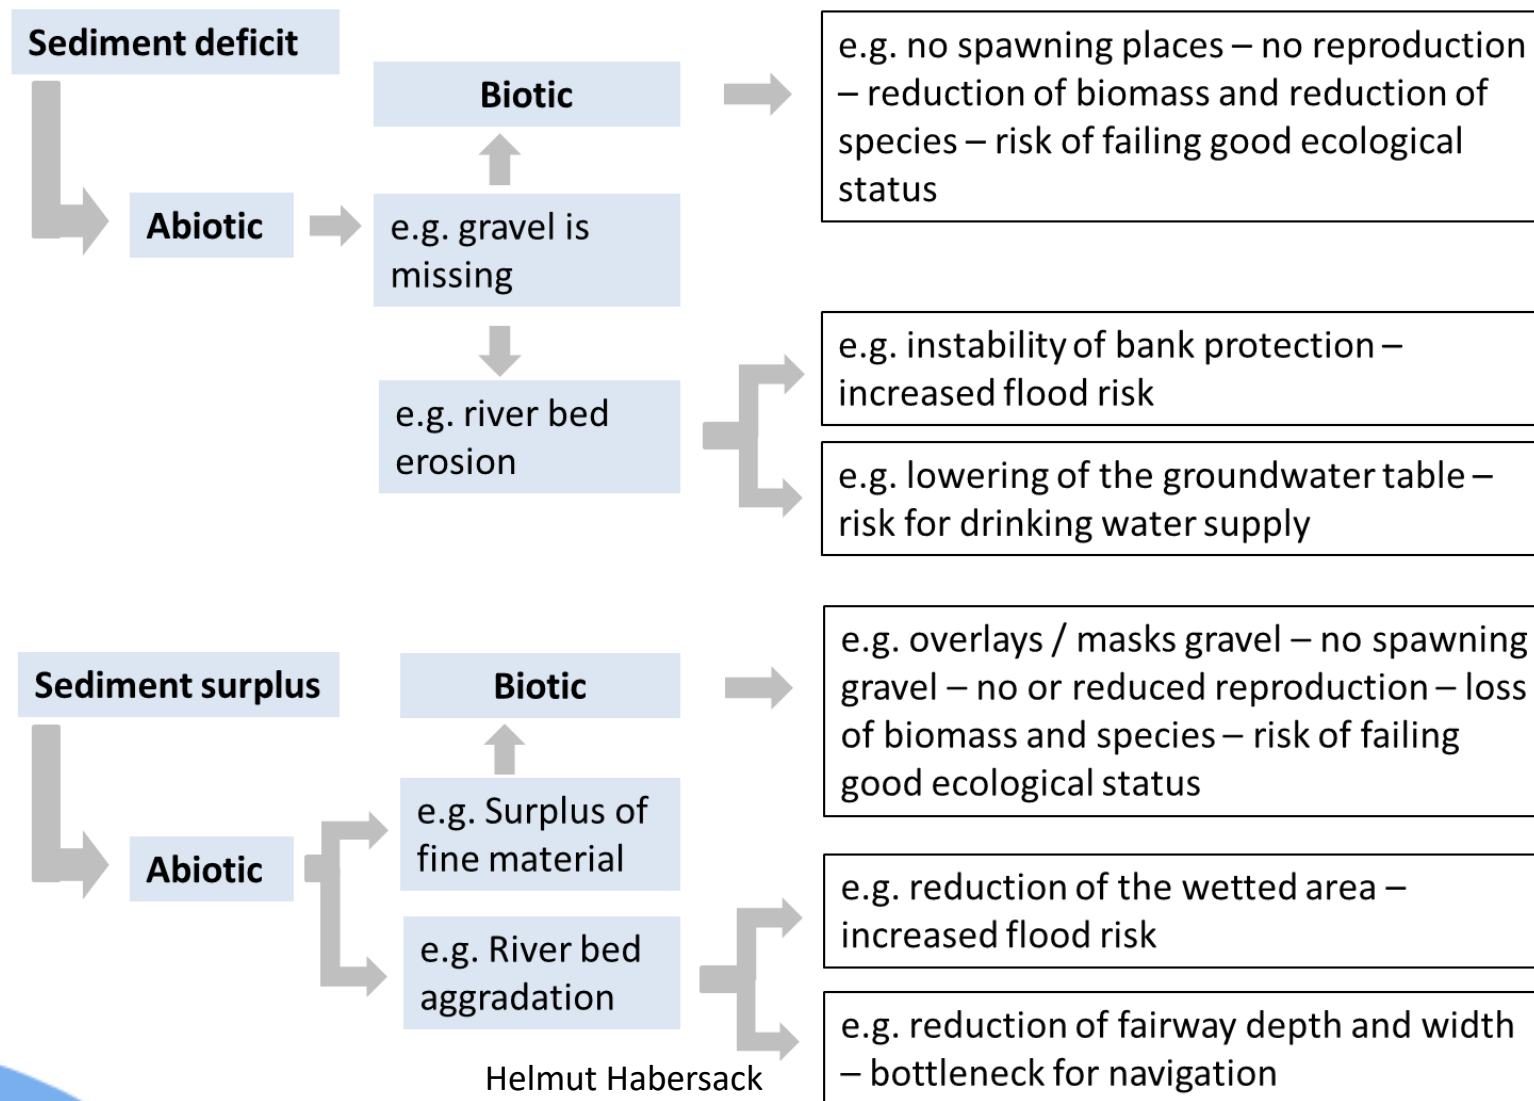 Sediment deficit
Biotic
e.g. no spawning places – no reproduction
– reduction of biomass and reduction of
species – risk of failing good ecological
status
Abiotic
e.g. gravel is
missing
e.g. river bed
erosion
e.g. instability of bank protection –
increased flood risk
e.g. lowering of the groundwater table –
risk for drinking water supply
Sediment surplus
Biotic
e.g. overlays / masks gravel – no spawning
gravel – no or reduced reproduction – loss
of biomass and species – risk of failing
good ecological status
Abiotic
e.g. Surplus of
fine material
e.g. River bed
aggradation
e.g. reduction of the wetted area –
increased flood risk
e.g. reduction of fairway depth and width
– bottleneck for navigation
Helmut Habersack